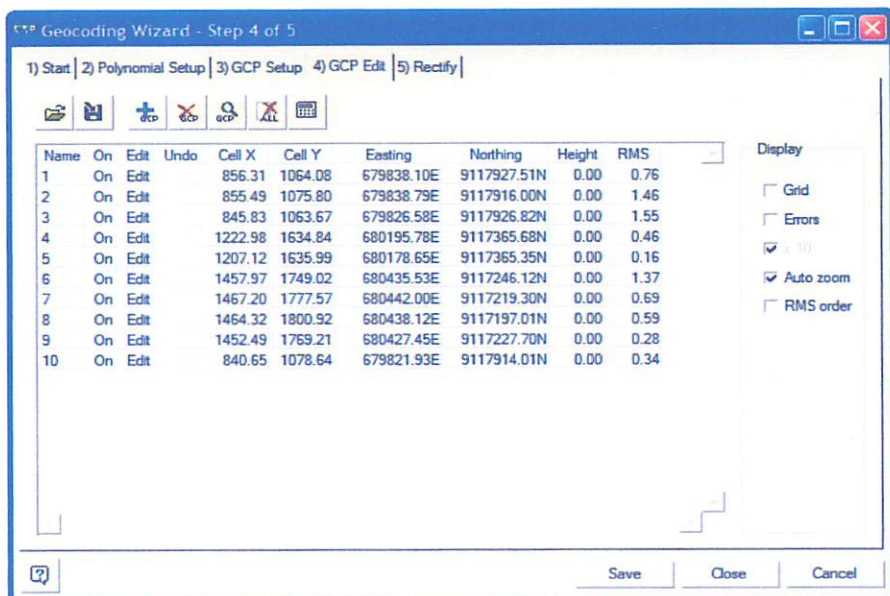 Geocoding Wizard - Step 4 of 5
1) Start 2) Polynomial Setup 3) GCP Setup 4) GCP Edit 5) Rectify
GCP GCP GCP ALL
Name On Edit Undo Cell X Cell Y Easting Northing Height RMS
1 On Edit 856.31 1064.08 679838.10E 9117927.51N 0.00 0.76
2 On Edit 855.49 1075.80 679838.79E 9117916.00N 0.00 1.46
3 On Edit 845.83 1063.67 679826.58E 9117926.82N 0.00 1.55
4 On Edit 1222.98 1634.84 680195.78E 9117365.68N 0.00 0.46
5 On Edit 1207.12 1635.99 680178.65E 9117365.35N 0.00 0.16
6 On Edit 1457.97 1749.02 680435.53E 9117246.12N 0.00 1.37
7 On Edit 1467.20 1777.57 680442.00E 9117219.30N 0.00 0.69
8 On Edit 1464.32 1800.92 680438.12E 9117197.01N 0.00 0.59
9 On Edit 1452.49 1769.21 680427.45E 9117227.70N 0.00 0.28
10 On Edit 840.65 1078.64 679821.93E 9117914.01N 0.00 0.34
Display
Grid
Errors
x 10
Auto zoom
RMS order
Save Close Cancel